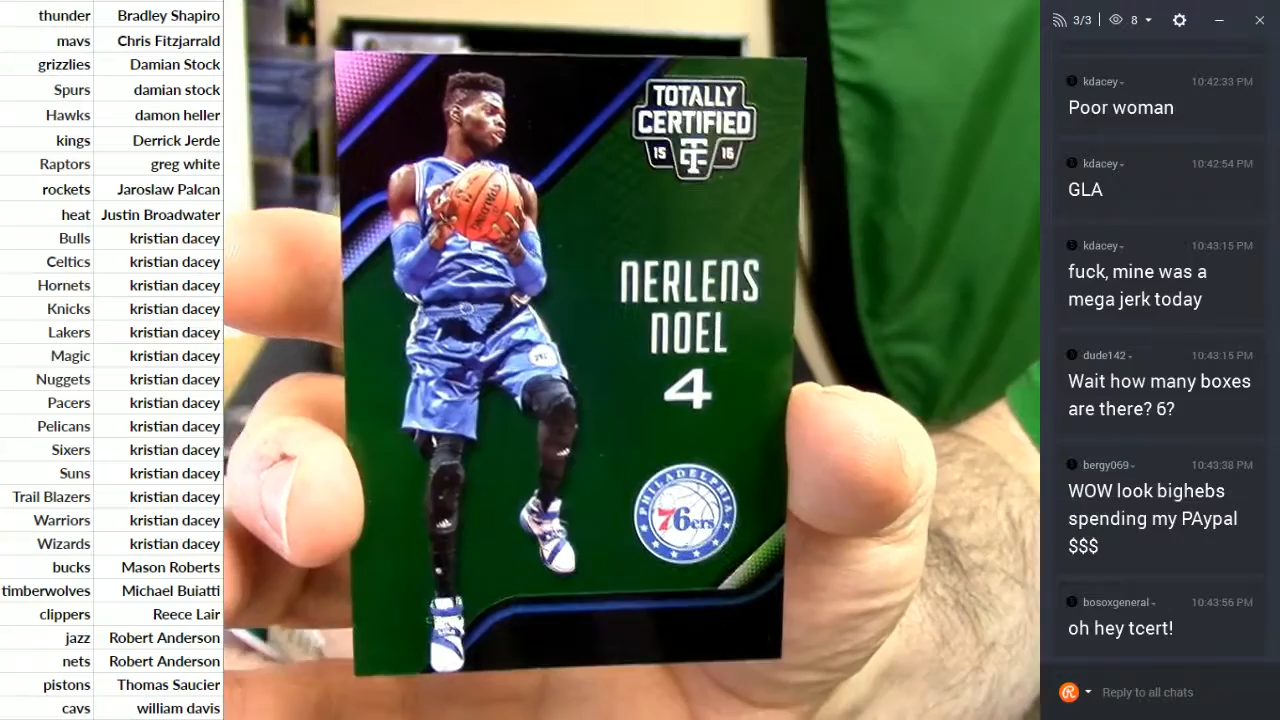 thunder Bradley Shapiro
mavs Chris Fitzjarrald
grizzlies Damian Stock
Spurs damian stock
Hawks damon heller
kings Derrick Jerde
Raptors greg white
rockets Jaroslaw Palcan
heat Justin Broadwater
Bulls kristian dacey
Celtics kristian dacey
Hornets kristian dacey
Knicks kristian dacey
Lakers kristian dacey
Magic kristian dacey
Nuggets kristian dacey
Pacers kristian dacey
Pelicans kristian dacey
Sixers kristian dacey
Suns kristian dacey
Trail Blazers kristian dacey
Warriors kristian dacey
Wizards kristian dacey
bucks Mason Roberts
timberwolves Michael Buiatti
clippers Reece Lair
jazz Robert Anderson
nets Robert Anderson
pistons Thomas Saucier
cavs william davis
TOTALLY
CERTIFIED
15 TC 16
SPALDING
NERLENS
NOEL
4
PHILADELPHIA
76ers
3/3 8
kdacey 10:42:33 PM
Poor woman
kdacey 10:42:54 PM
GLA
kdacey 10:43:15 PM
fuck, mine was a
mega jerk today
dude142 10:43:15 PM
Wait how many boxes
are there? 6?
bergy069 10:43:38 PM
WOW look bighebs
spending my PAypal
$$$
bosoxgeneral 10:43:56 PM
oh hey tcert!
Reply to all chats